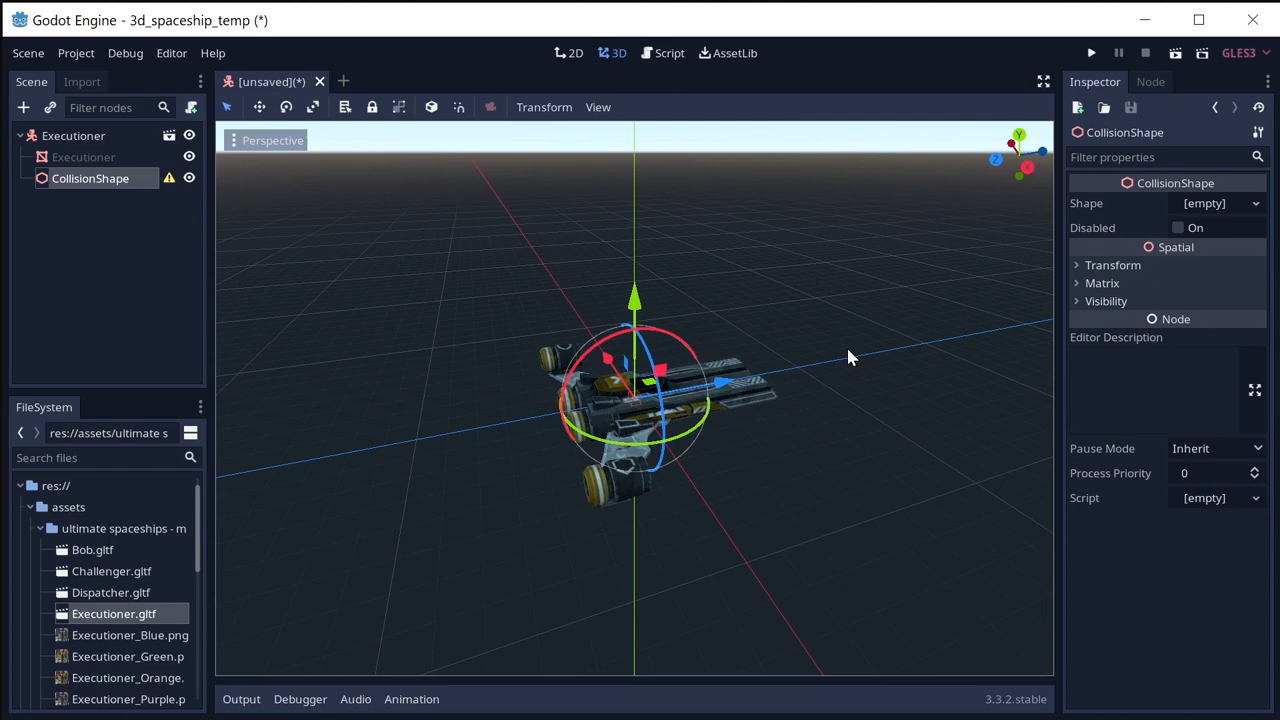 Godot Engine - 3d_spaceship_temp (*)
Scene Project Debug Editor Help
2D 3D Script AssetLib
GLES3
Scene Import
[unsaved](*)
Inspector Node
Filter nodes
Transform View
Executioner
Executioner
CollisionShape
Perspective
Y
Z
X
CollisionShape
Filter properties
CollisionShape
Shape [empty]
Disabled On
Spatial
Transform
Matrix
Visibility
Node
Editor Description
Pause Mode Inherit
Process Priority 0
Script [empty]
FileSystem
res://assets/ultimate s
Search files
res://
assets
ultimate spaceships - m
Bob.gltf
Challenger.gltf
Dispatcher.gltf
Executioner.gltf
Executioner_Blue.png
Executioner_Green.p
Executioner_Orange.
Executioner_Purple.p
Output Debugger Audio Animation
3.3.2.stable